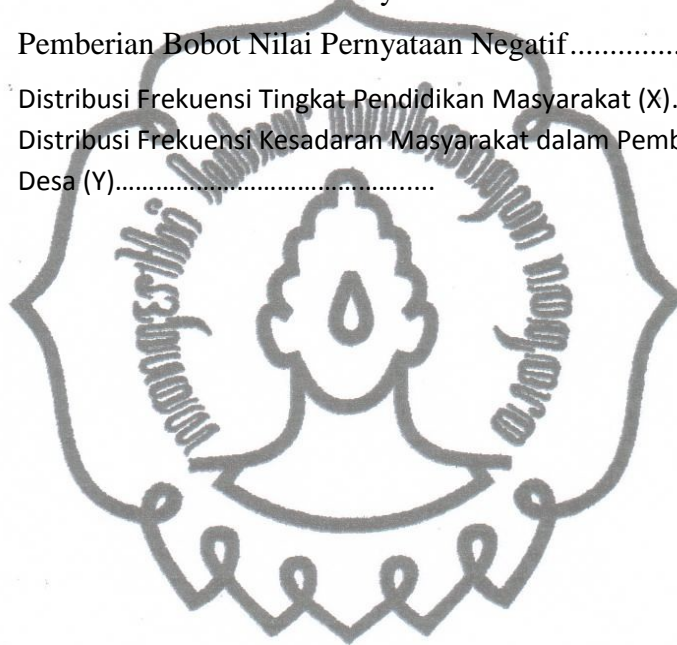 Pemberian Bobot Nilai Pernyataan Negatif..............
Distribusi Frekuensi Tingkat Pendidikan Masyarakat (X).
Distribusi Frekuensi Kesadaran Masyarakat dalam Pemb
Desa (Y)……………………………………......